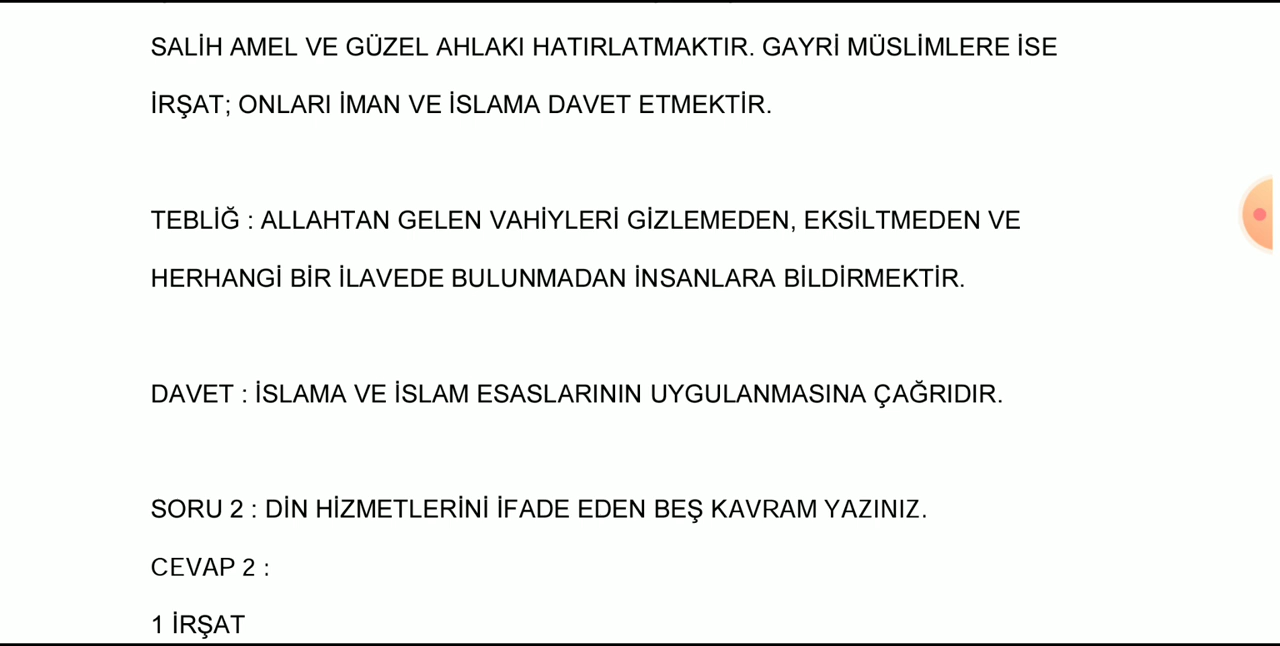 SALİH AMEL VE GÜZEL AHLAKI HATIRLATMAKTIR. GAYRİ MÜSLİMLERE İSE
İRŞAT; ONLARI İMAN VE İSLAMA DAVET ETMEKTİR.
TEBLİĞ : ALLAHTAN GELEN VAHİYLERİ GİZLEMEDEN, EKSİLTMEDEN VE
HERHANGİ BİR İLAVEDE BULUNMADAN İNSANLARA BİLDİRMEKTİR.
DAVET : İSLAMA VE İSLAM ESASLARININ UYGULANMASINA ÇAĞRIDIR.
SORU 2 : DİN HİZMETLERİNİ İFADE EDEN BEŞ KAVRAM YAZINIZ.
CEVAP 2 :
1 İRŞAT